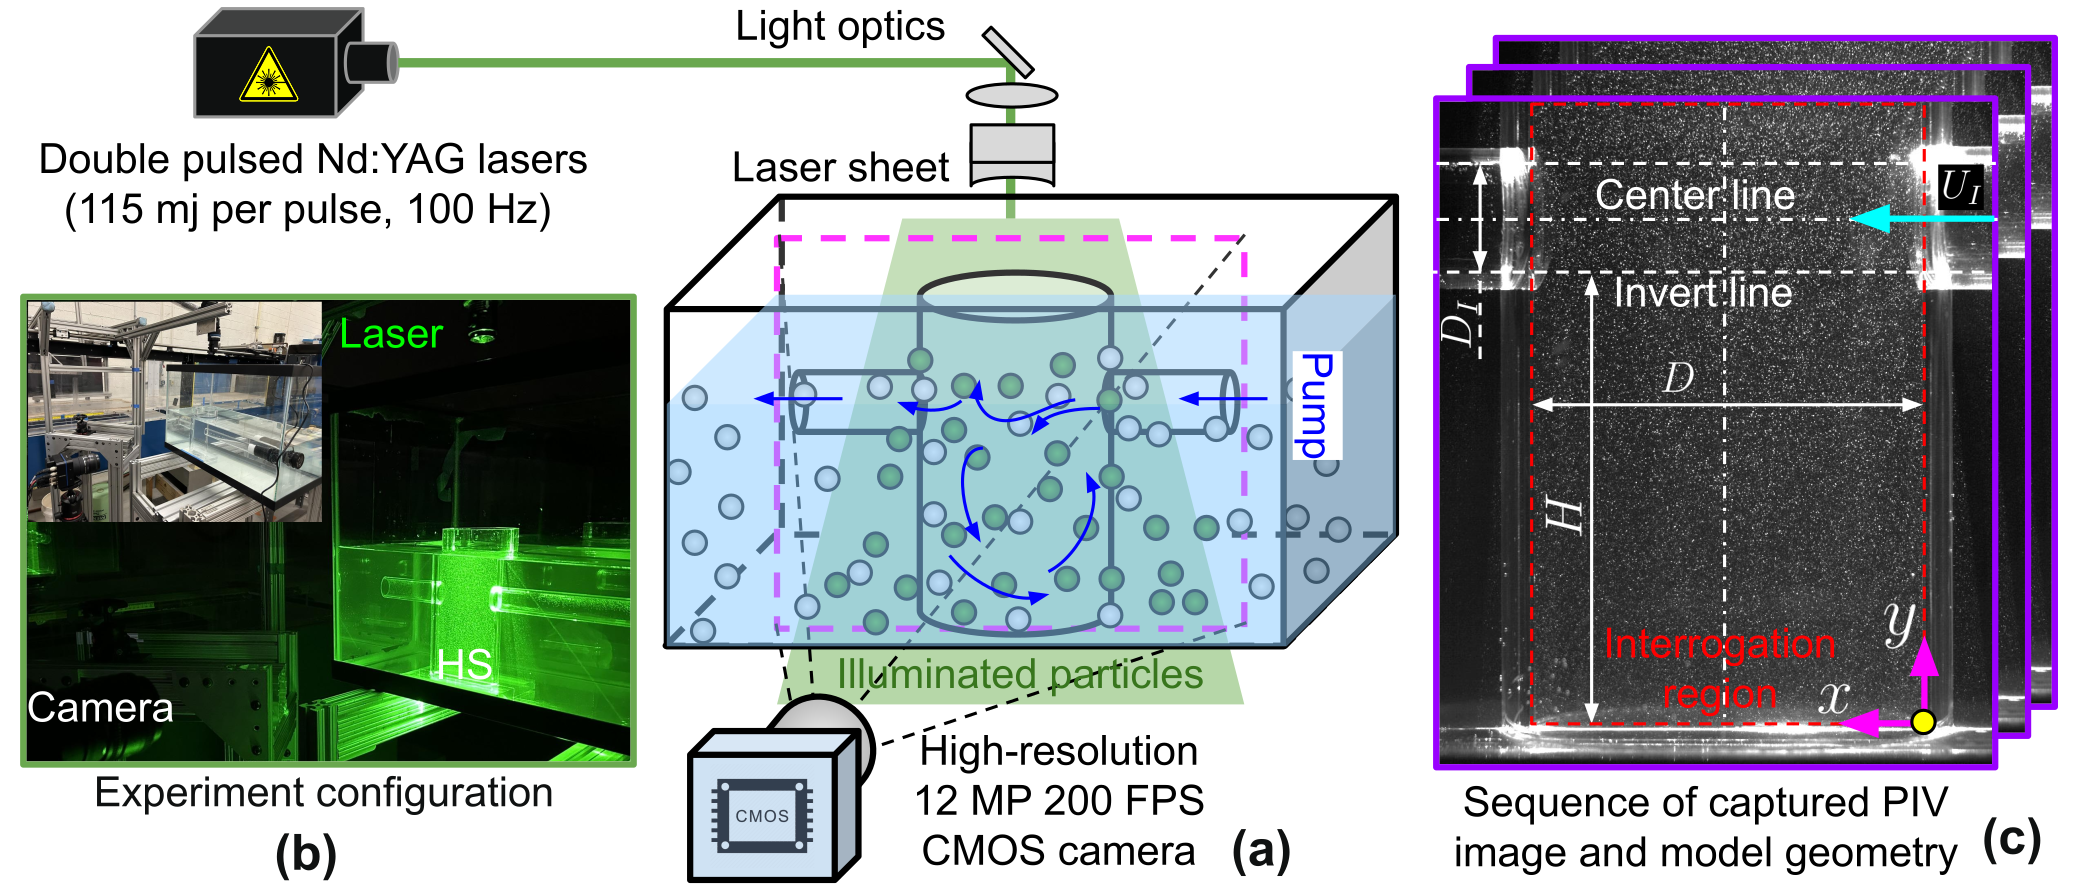 Light optics
Double pulsed Nd:YAG lasers
(115 mj per pulse, 100 Hz)
Laser sheet
Pump
Illuminated particles
CMOS
High-resolution
12 MP 200 FPS
CMOS camera
(a)
Laser
HS
Camera
Experiment configuration
(b)
U_I
Center line
Invert line
D_I
D
H
Interrogation
region
y
x
Sequence of captured PIV
image and model geometry
(c)